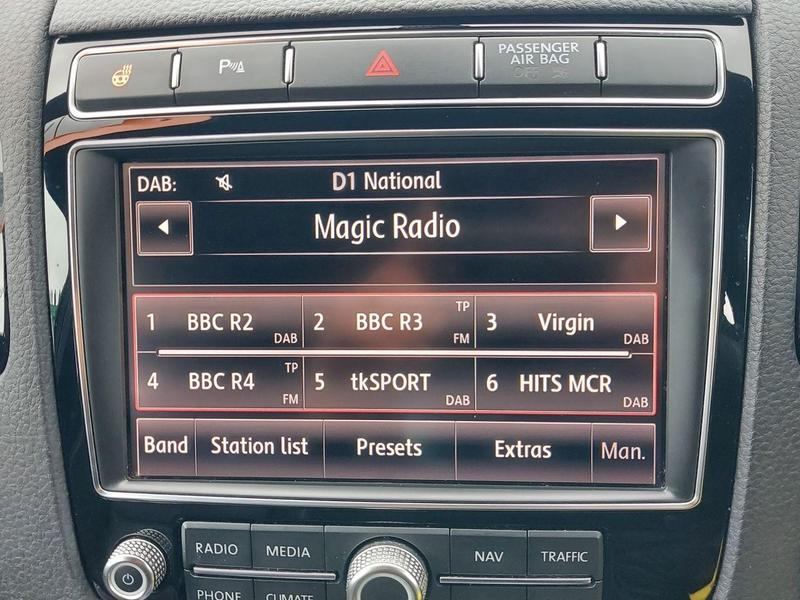 P
PASSENGER
AIR BAG
DAB: D1 National
Magic Radio
1 BBC R2 DAB 2 BBC R3 TP FM 3 Virgin DAB
4 BBC R4 TP FM 5 tkSPORT DAB 6 HITS MCR DAB
Band Station list Presets Extras Man.
RADIO MEDIA NAV TRAFFIC
PHONE CLIMATE